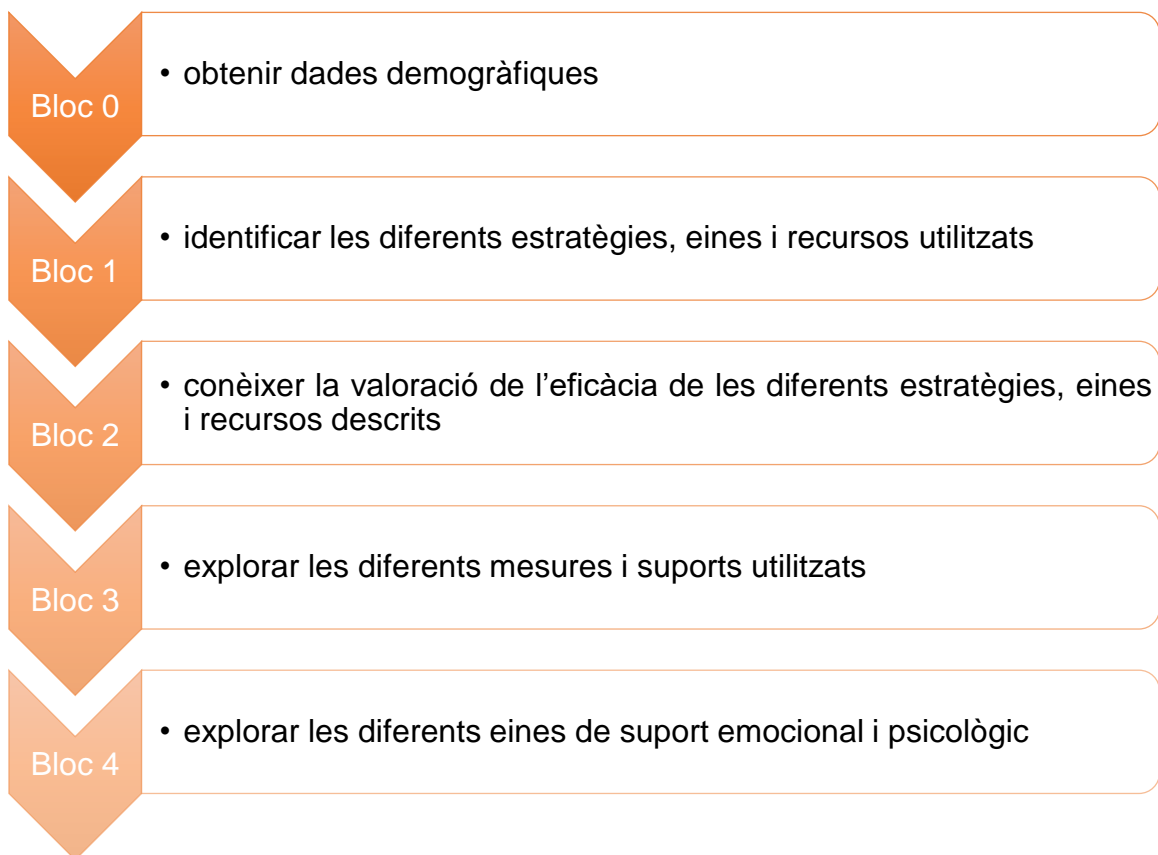 Bloc 0
• obtenir dades demogràfiques
Bloc 1
• identificar les diferents estratègies, eines i recursos utilitzats
Bloc 2
• conèixer la valoració de l’eficàcia de les diferents estratègies, eines
i recursos descrits
Bloc 3
• explorar les diferents mesures i suports utilitzats
Bloc 4
• explorar les diferents eines de suport emocional i psicològic